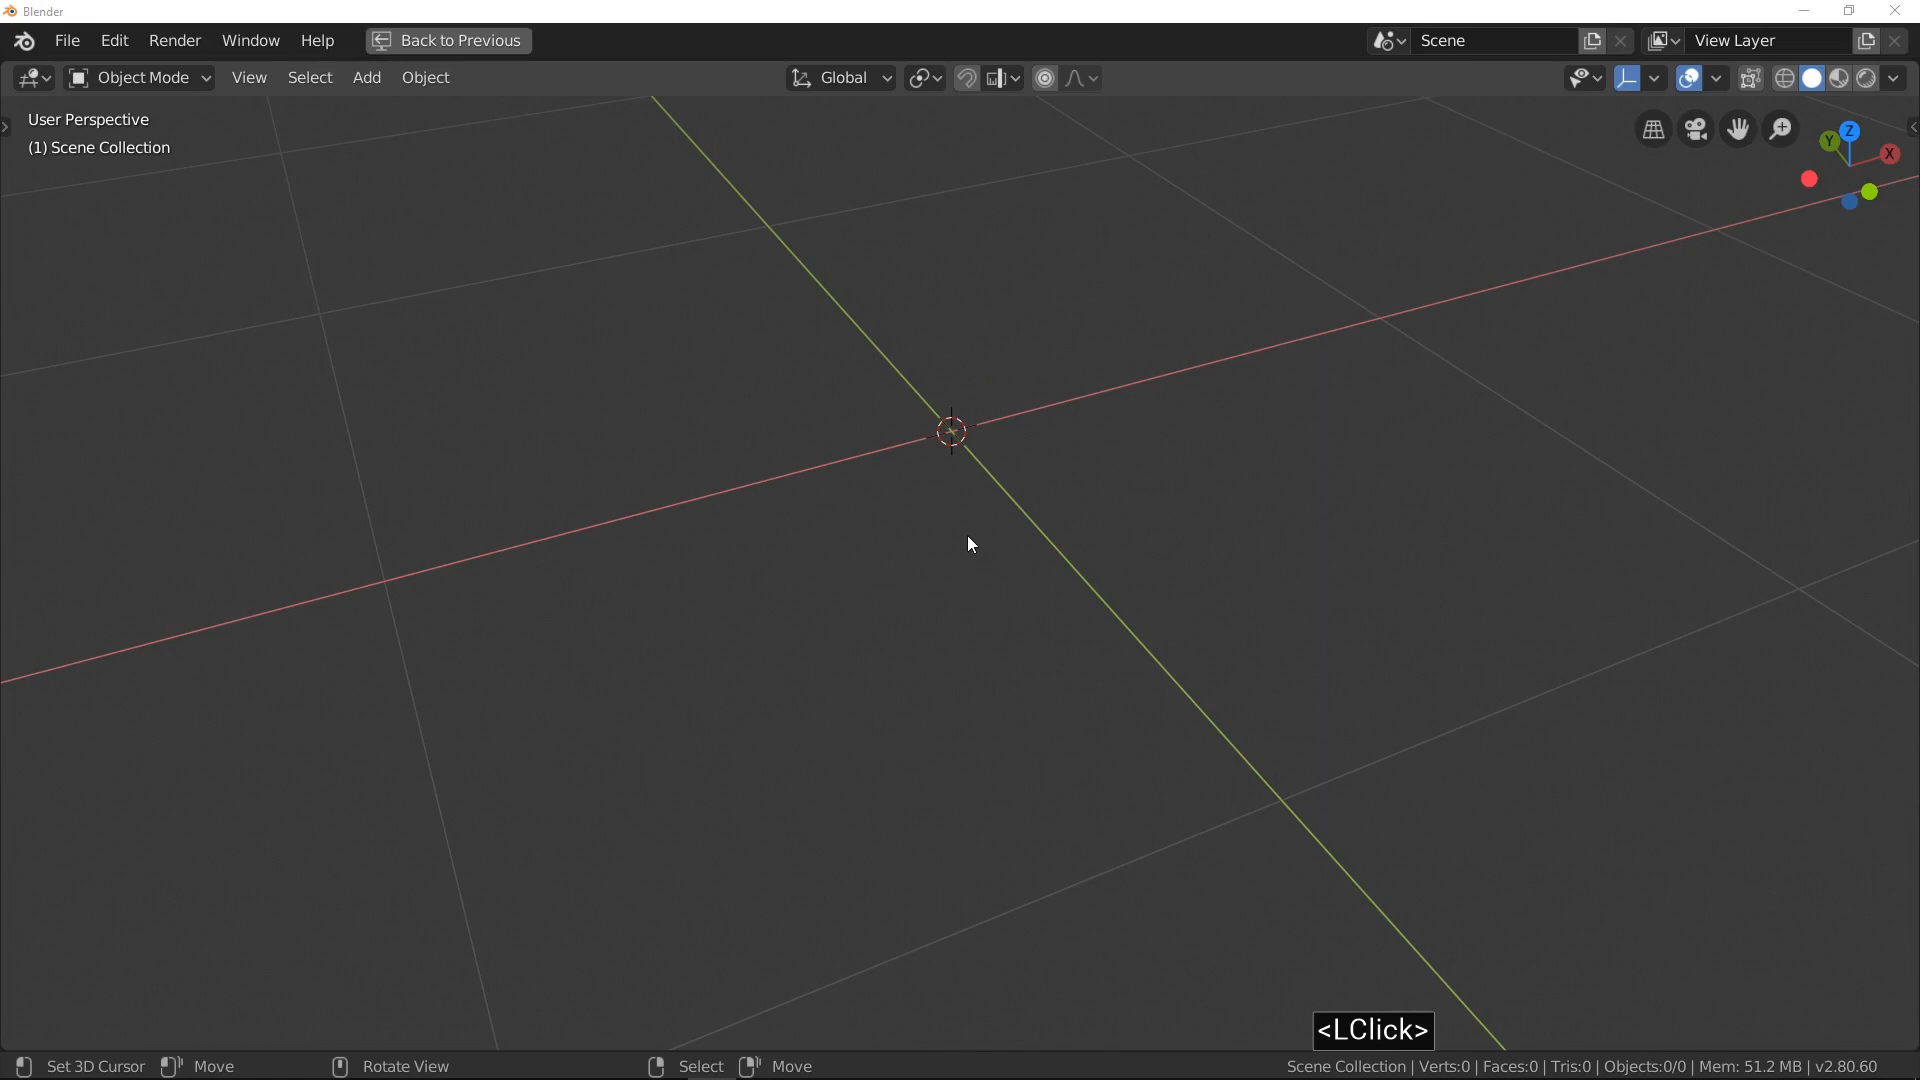 Blender
File Edit Render Window Help Back to Previous Scene View Layer
Object Mode View Select Add Object Global
User Perspective
(1) Scene Collection
Z
Y
X
<LClick>
Set 3D Cursor Move Rotate View Select Move Scene Collection | Verts:0 | Faces:0 | Tris:0 | Objects:0/0 | Mem: 51.2 MB | v2.80.60